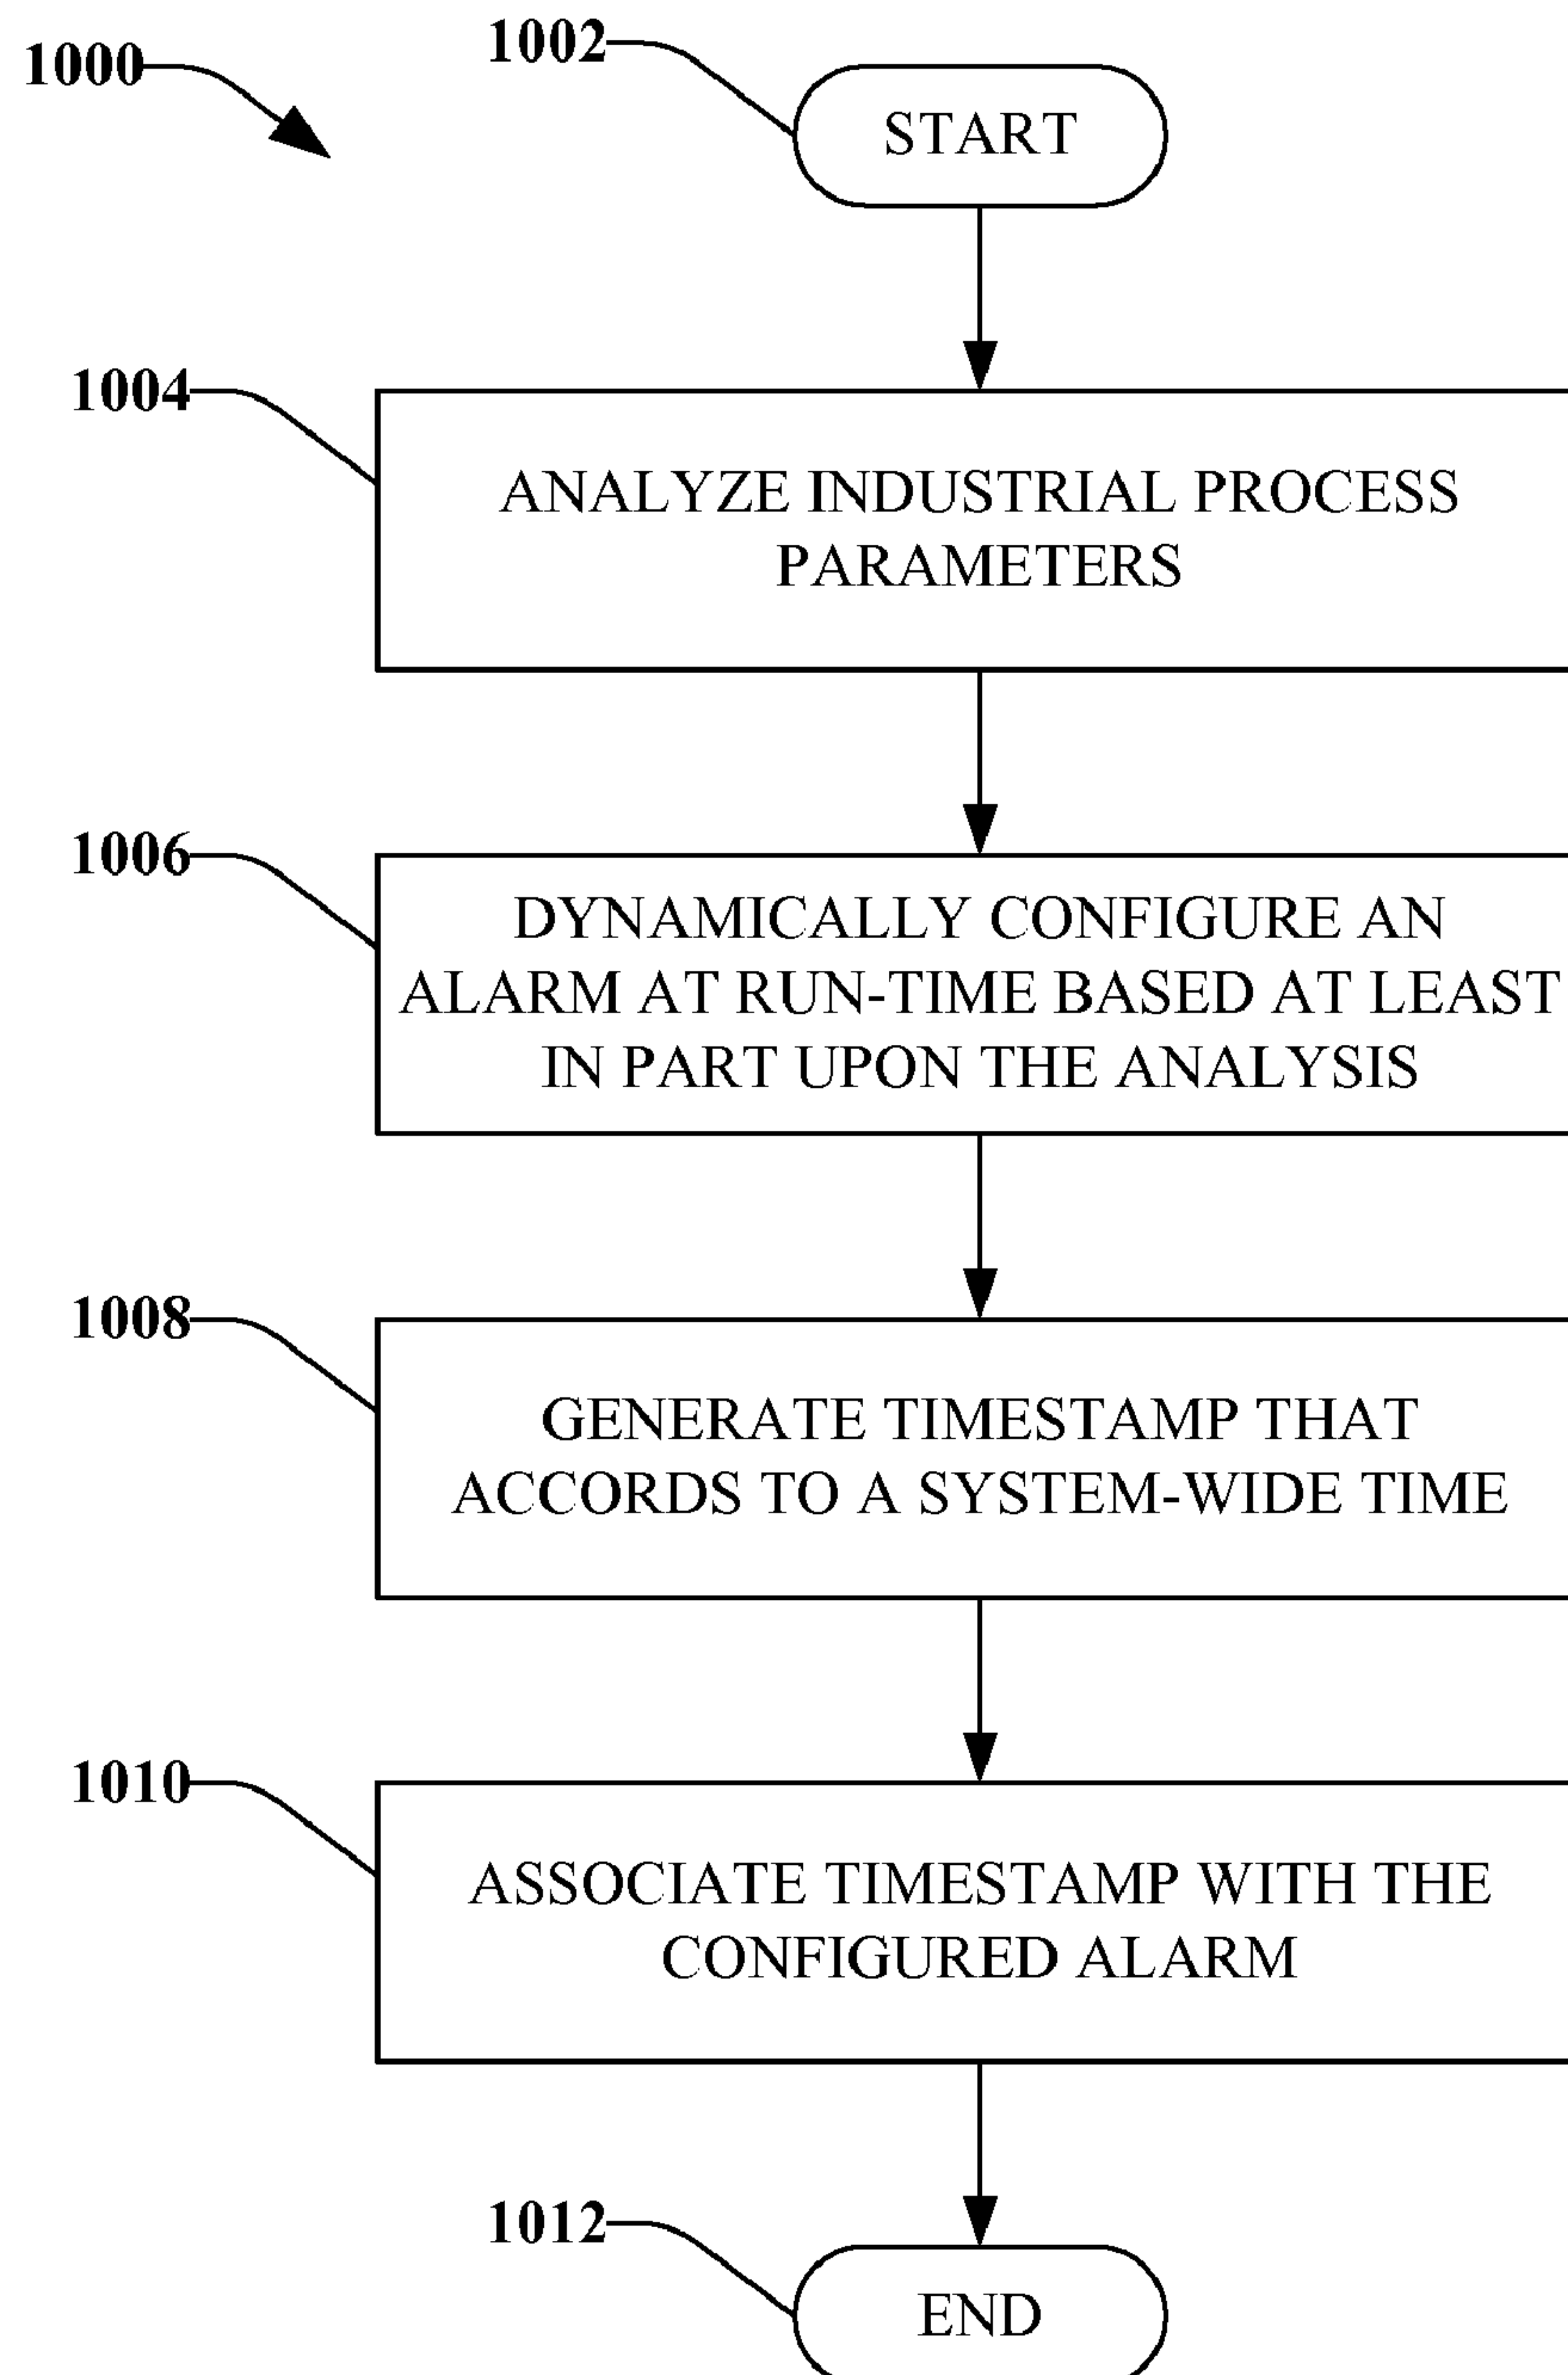 1000
1002
START
1004
ANALYZE INDUSTRIAL PROCESS
PARAMETERS
1006
DYNAMICALLY CONFIGURE AN
ALARM AT RUN-TIME BASED AT LEAST
IN PART UPON THE ANALYSIS
1008
GENERATE TIMESTAMP THAT
ACCORDS TO A SYSTEM-WIDE TIME
1010
ASSOCIATE TIMESTAMP WITH THE
CONFIGURED ALARM
1012
END